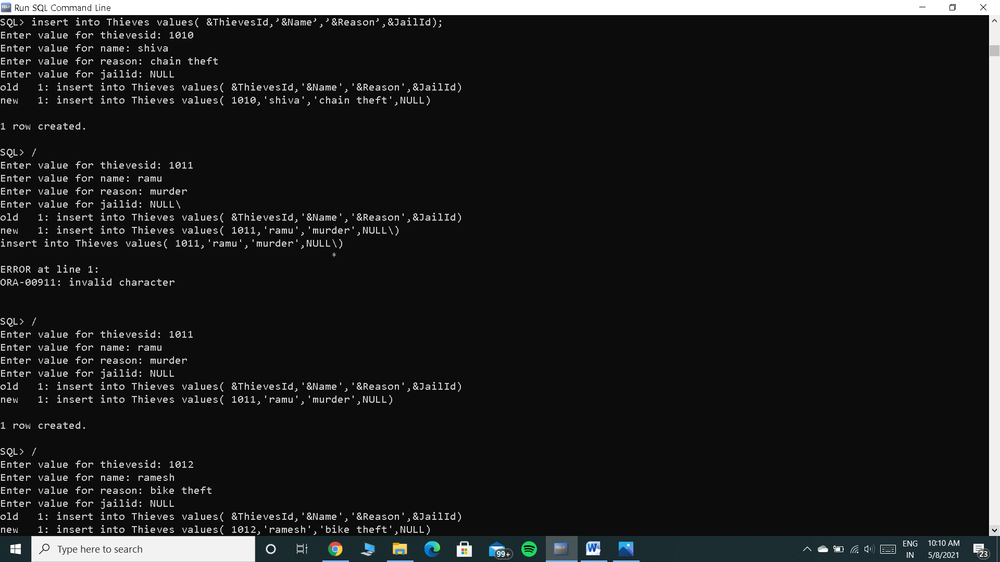 Run SQL Command Line
SQL> insert into Thieves values( &ThievesId,’&Name’,’&Reason’,&JailId);
Enter value for thievesid: 1010
Enter value for name: shiva
Enter value for reason: chain theft
Enter value for jailid: NULL
old   1: insert into Thieves values( &ThievesId,'&Name','&Reason',&JailId)
new   1: insert into Thieves values( 1010,'shiva','chain theft',NULL)
1 row created.
SQL> /
Enter value for thievesid: 1011
Enter value for name: ramu
Enter value for reason: murder
Enter value for jailid: NULL\
old   1: insert into Thieves values( &ThievesId,'&Name','&Reason',&JailId)
new   1: insert into Thieves values( 1011,'ramu','murder',NULL\)
insert into Thieves values( 1011,'ramu','murder',NULL\)
*
ERROR at line 1:
ORA-00911: invalid character
SQL> /
Enter value for thievesid: 1011
Enter value for name: ramu
Enter value for reason: murder
Enter value for jailid: NULL
old   1: insert into Thieves values( &ThievesId,'&Name','&Reason',&JailId)
new   1: insert into Thieves values( 1011,'ramu','murder',NULL)
1 row created.
SQL> /
Enter value for thievesid: 1012
Enter value for name: ramesh
Enter value for reason: bike theft
Enter value for jailid: NULL
old   1: insert into Thieves values( &ThievesId,'&Name','&Reason',&JailId)
new   1: insert into Thieves values( 1012,'ramesh','bike theft',NULL)
Type here to search
99+
SQL>
W
ENG
IN
10:10 AM
5/8/2021
23